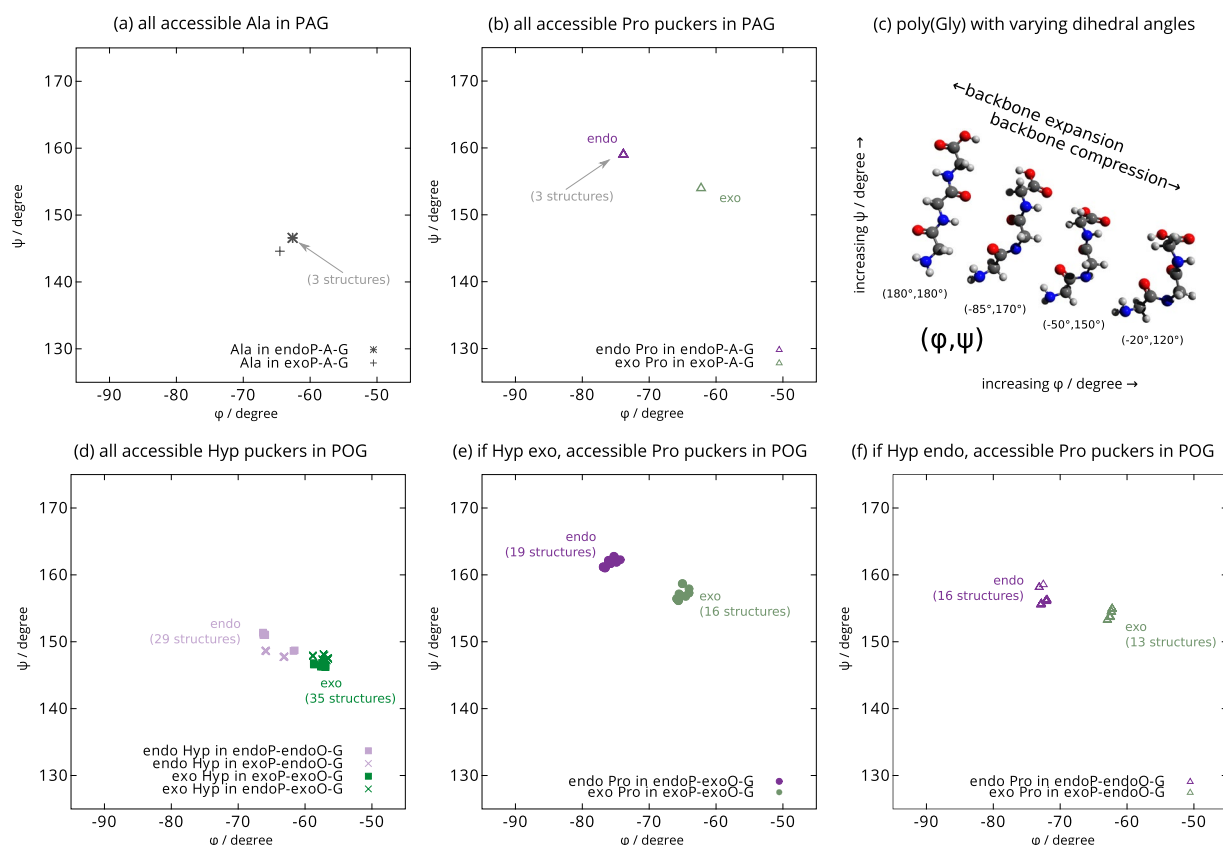 (a) all accessible Ala in PAG
170
160
150
140
130
-90
-80
-70
-60
-50
ψ / degree
φ / degree
(3 structures)
Ala in endoP-A-G
Ala in exoP-A-G
(b) all accessible Pro puckers in PAG
170
160
150
140
130
-90
-80
-70
-60
-50
ψ / degree
φ / degree
endo
(3 structures)
exo
endo Pro in endoP-A-G
exo Pro in exoP-A-G
(c) poly(Gly) with varying dihedral angles
←backbone expansion
backbone compression→
increasing ψ / degree →
(180°,180°)
(-85°,170°)
(-50°,150°)
(-20°,120°)
(φ,ψ)
increasing φ / degree →
(d) all accessible Hyp puckers in POG
170
160
150
140
130
-90
-80
-70
-60
-50
ψ / degree
φ / degree
endo
(29 structures)
exo
(35 structures)
endo Hyp in endoP-endoO-G
endo Hyp in exoP-endoO-G
exo Hyp in exoP-exoO-G
exo Hyp in endoP-exoO-G
(e) if Hyp exo, accessible Pro puckers in POG
170
160
150
140
130
-90
-80
-70
-60
-50
ψ / degree
φ / degree
endo
(19 structures)
exo
(16 structures)
endo Pro in endoP-exoO-G
exo Pro in exoP-exoO-G
(f) if Hyp endo, accessible Pro puckers in POG
170
160
150
140
130
-90
-80
-70
-60
-50
ψ / degree
φ / degree
endo
(16 structures)
exo
(13 structures)
endo Pro in endoP-endoO-G
exo Pro in exoP-endoO-G